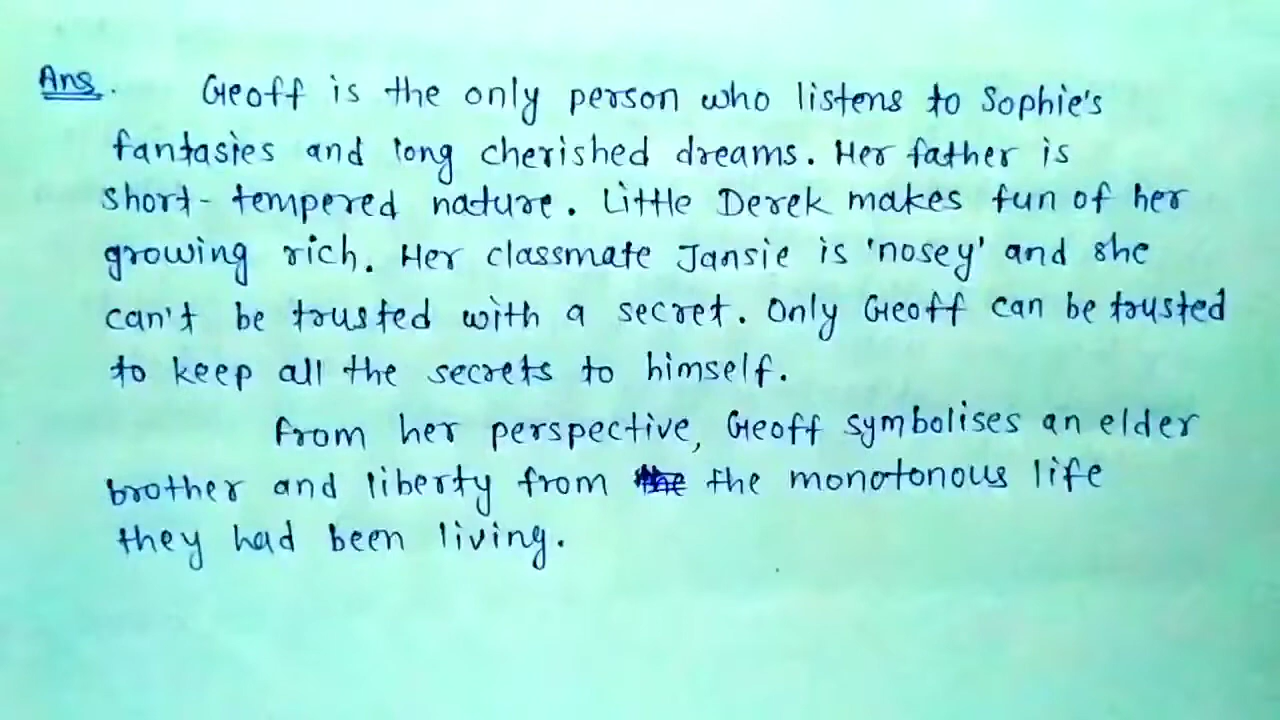 Ans. Geoff is the only person who listens to Sophie's
fantasies and long cherished dreams. Her father is
short-tempered nature. Little Derek makes fun of her
growing rich. Her classmate Jansie is 'nosey' and she
can't be trusted with a secret. Only Geoff can be trusted
to keep all the secrets to himself.
From her perspective, Geoff symbolises an elder
brother and liberty from the the monotonous life
they had been living.